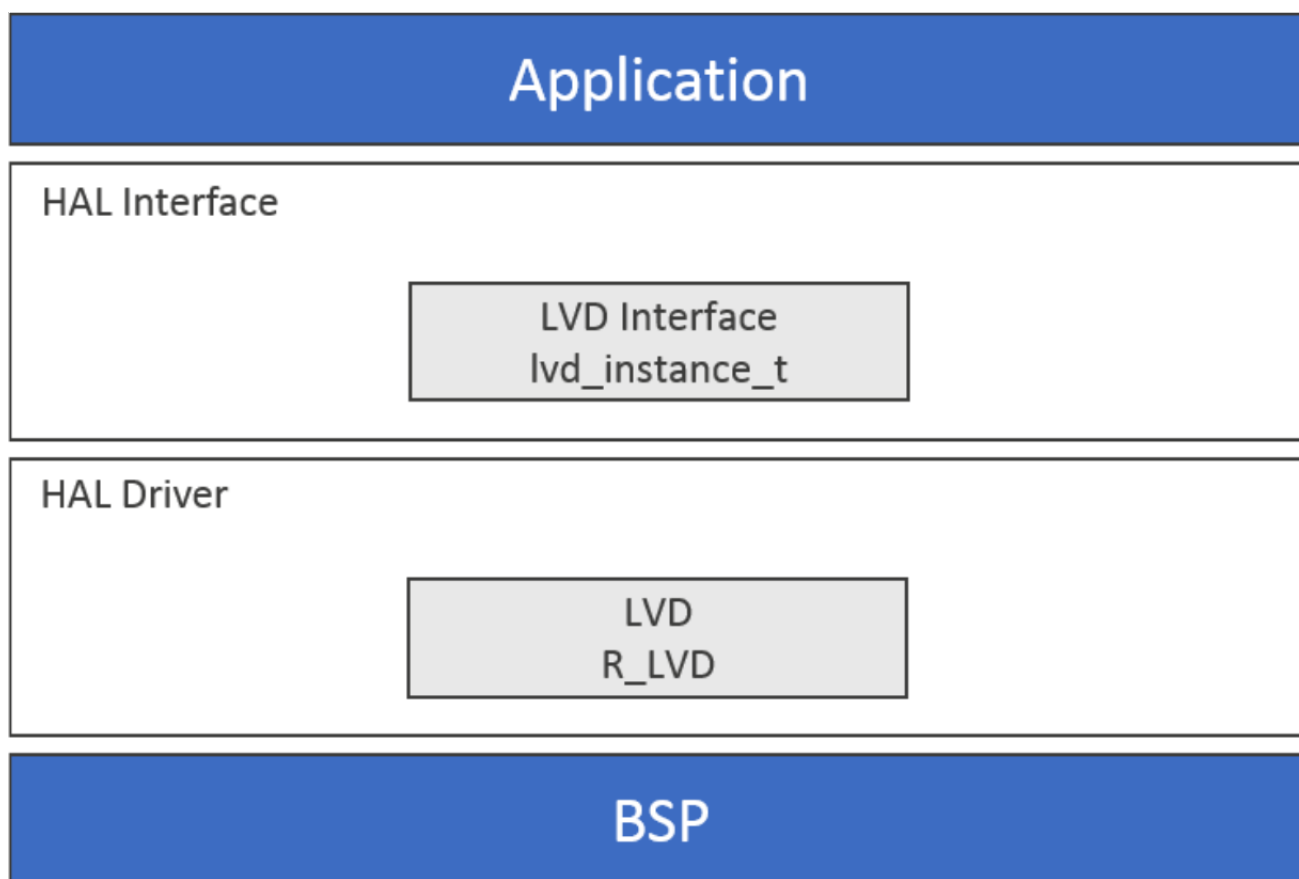 Application
HAL Interface
LVD Interface
lvd_instance_t
HAL Driver
LVD
R_LVD
BSP